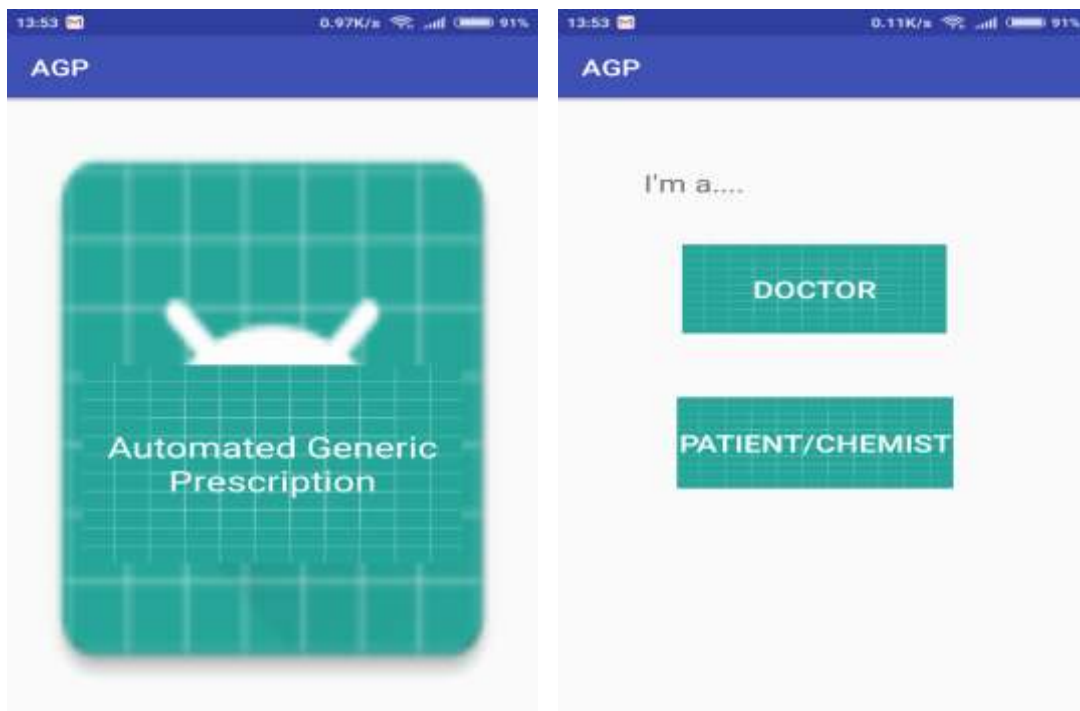 13:53
0.97K/s
91%
AGP
Automated Generic
Prescription
13:53
0.11K/s
91%
AGP
I'm a....
DOCTOR
PATIENT/CHEMIST